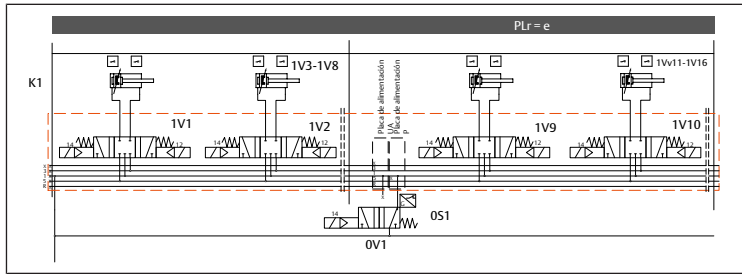 PLr = e
K1
1V3-1V8
1Vv11-1V16
Placa de alimentación
UA
Placa de alimentación
P
1V1
1V2
1V9
1V10
14
12
14
12
14
12
14
12
X
14
G
0S1
0V1